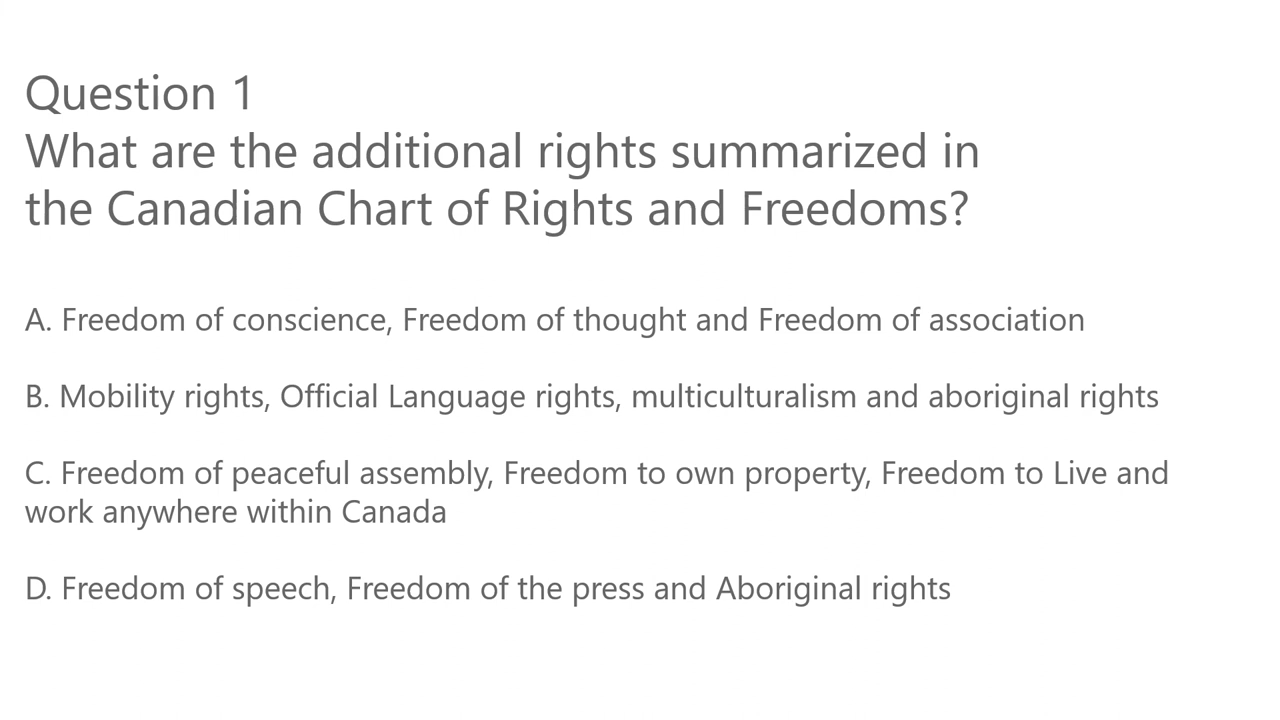 Question 1
What are the additional rights summarized in
the Canadian Chart of Rights and Freedoms?
A. Freedom of conscience, Freedom of thought and Freedom of association
B. Mobility rights, Official Language rights, multiculturalism and aboriginal rights
C. Freedom of peaceful assembly, Freedom to own property, Freedom to Live and
work anywhere within Canada
D. Freedom of speech, Freedom of the press and Aboriginal rights